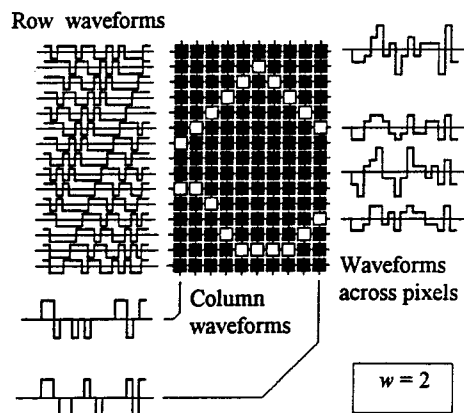 Row waveforms
Column
waveforms
Waveforms
across pixels
w = 2